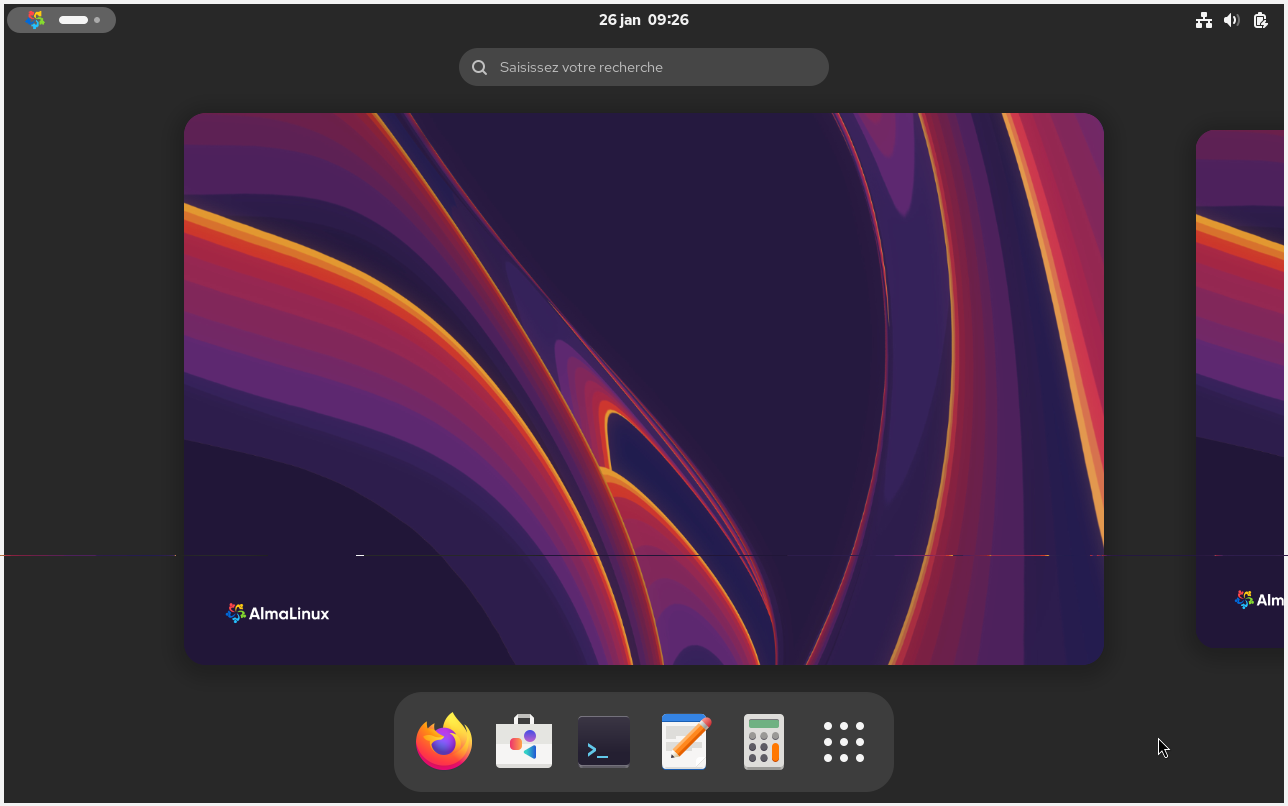 26 jan 09:26
Saisissez votre recherche
AlmaLinux
Alm
>_